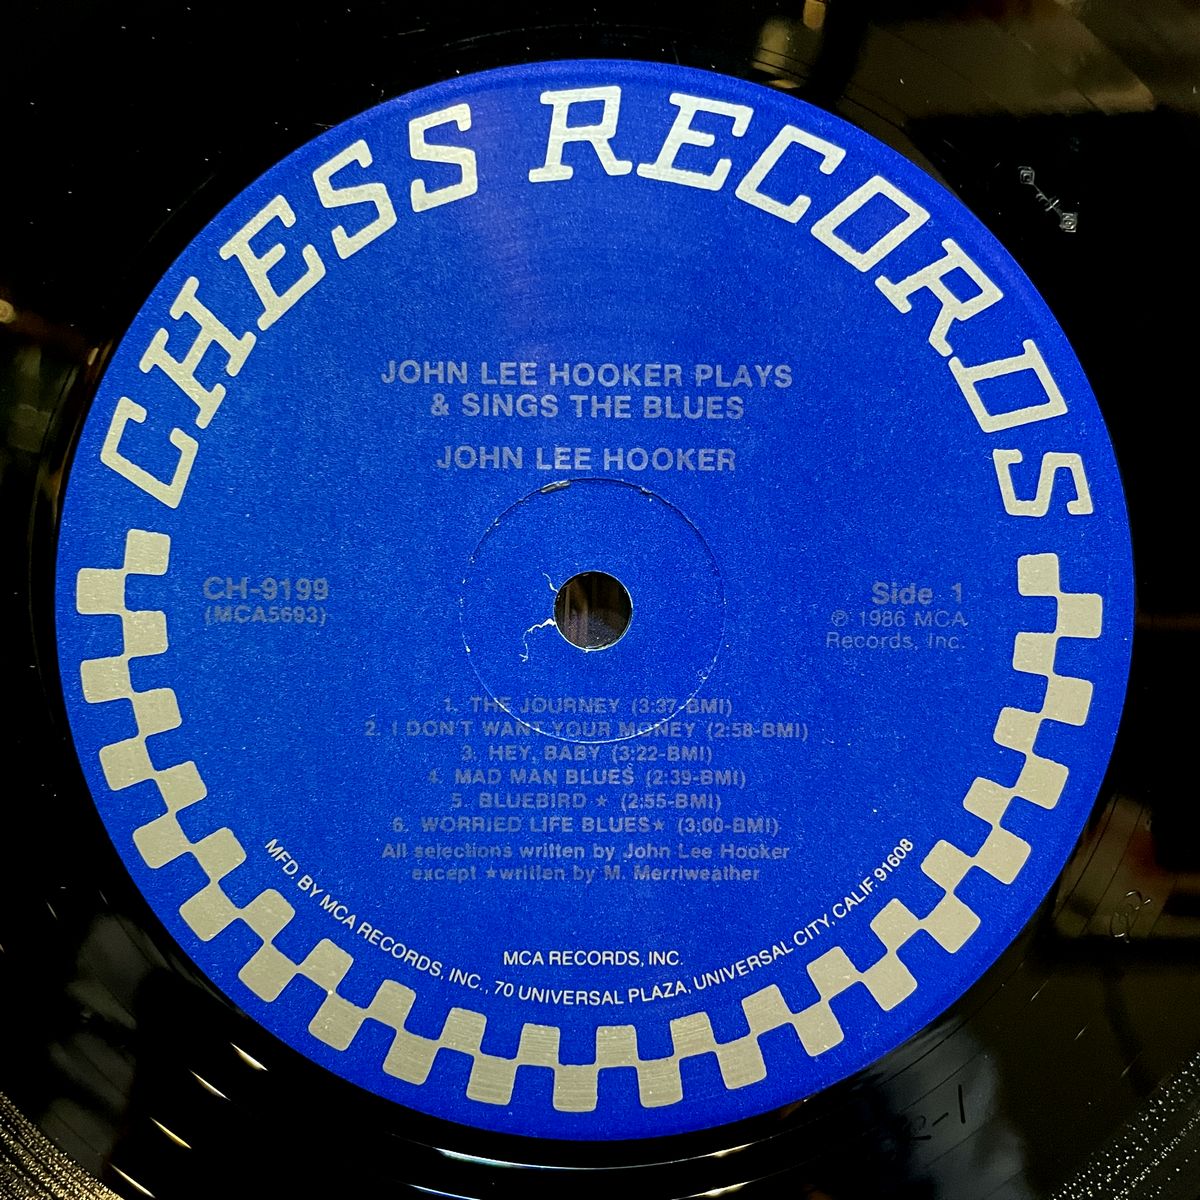 CHESS RECORDS
JOHN LEE HOOKER PLAYS
& SINGS THE BLUES
JOHN LEE HOOKER
CH-9199
(MCA5693)
Side 1
℗ 1986 MCA
Records, Inc.
1. THE JOURNEY (3:37-BMI)
2. I DON'T WANT YOUR MONEY (2:58-BMI)
3. HEY, BABY (3:22-BMI)
4. MAD MAN BLUES (2:39-BMI)
5. BLUEBIRD ★ (2:55-BMI)
6. WORRIED LIFE BLUES★ (3:00-BMI)
All selections written by John Lee Hooker
except ★written by M. Merriweather
MCA RECORDS, INC.
MFD BY MCA RECORDS, INC., 70 UNIVERSAL PLAZA, UNIVERSAL CITY, CALIF. 91608